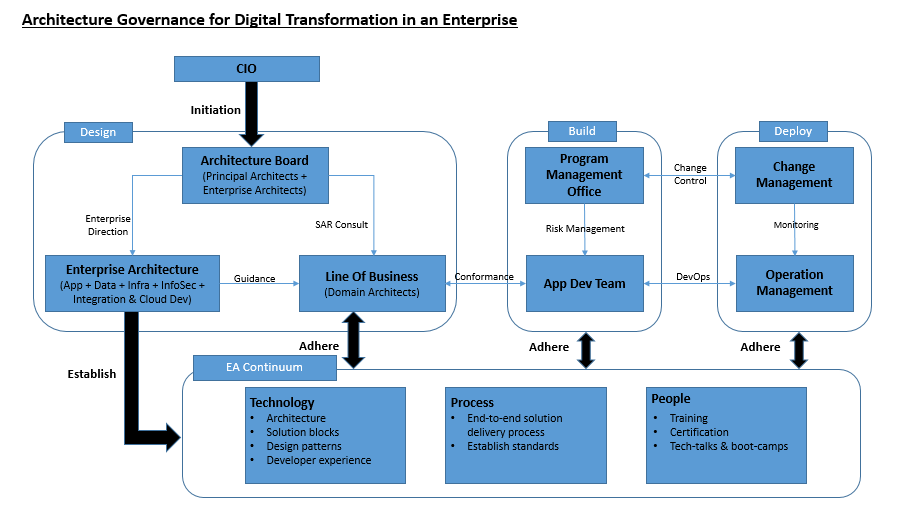 Architecture Governance for Digital Transformation in an Enterprise
CIO
Initiation
Design
Build
Deploy
Architecture Board
(Principal Architects +
Enterprise Architects)
Program
Management
Office
Change
Control
Change
Management
Enterprise
Direction
SAR Consult
Risk Management
Monitoring
Enterprise Architecture
(App + Data + Infra + InfoSec +
Integration & Cloud Dev)
Guidance
Line Of Business
(Domain Architects)
Conformance
App Dev Team
DevOps
Operation
Management
Adhere
Adhere
Adhere
Establish
EA Continuum
Technology
• Architecture
• Solution blocks
• Design patterns
• Developer experience
Process
• End-to-end solution
delivery process
• Establish standards
People
• Training
• Certification
• Tech-talks & boot-camps